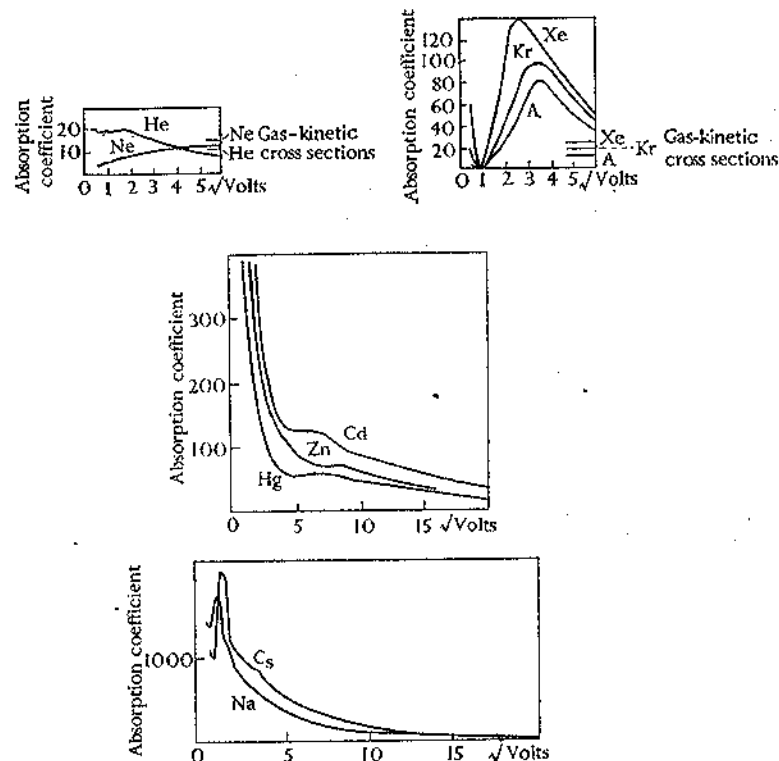 Absorption
coefficient
20
10
He
Ne
Ne Gas-kinetic
He cross sections
0 1 2 3 4 5 √Volts
Absorption coefficient
120
100
80
60
40
20
Xe
Kr
A
Xe
Kr
A
Gas-kinetic
cross sections
0 1 2 3 4 5 √Volts
Absorption coefficient
300
200
100
Cd
Zn
Hg
0 5 10 15 √Volts
Absorption coefficient
1000
Cs
Na
0 5 10 15 √Volts